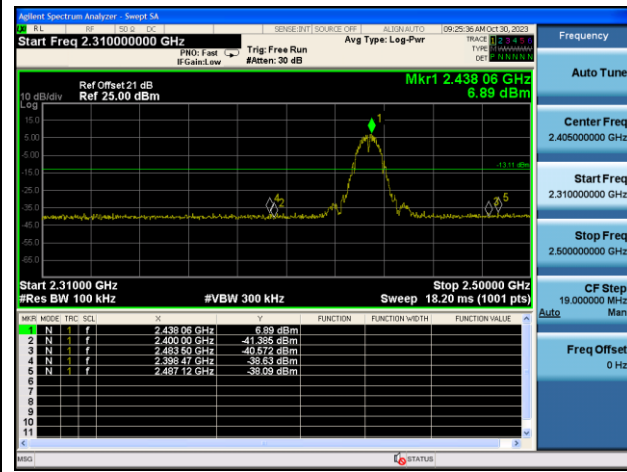 Agilent Spectrum Analyzer - Swept SA
RL RF 50 Ω DC SENSE:INT SOURCE OFF ALIGN AUTO 09:25:36 AM Oct 30, 2023
Start Freq 2.310000000 GHz
PNO: Fast
IFGain:Low
Trig: Free Run
#Atten: 30 dB
Avg Type: Log-Pwr
TRACE 1 2 3 4 5 6
TYPE
DET P N N N N N
Ref Offset 21 dB
10 dB/div Ref 25.00 dBm
Log
Mkr1 2.438 06 GHz
6.89 dBm
15.0
5.00
-5.00
-15.0
-25.0
-35.0
-45.0
-55.0
-65.0
1
-13.11 dBm
4 2
5
Start 2.31000 GHz Stop 2.50000 GHz
#Res BW 100 kHz #VBW 300 kHz Sweep 18.20 ms (1001 pts)
MKR MODE TRC SCL X Y FUNCTION FUNCTION WIDTH FUNCTION VALUE
1 N 1 f 2.438 06 GHz 6.89 dBm
2 N 1 f 2.400 00 GHz -41.385 dBm
3 N 1 f 2.483 50 GHz -40.572 dBm
4 N 1 f 2.398 47 GHz -38.63 dBm
5 N 1 f 2.487 12 GHz -38.09 dBm
6
7
8
9
10
11
MSG STATUS
Frequency
Auto Tune
Center Freq
2.405000000 GHz
Start Freq
2.310000000 GHz
Stop Freq
2.500000000 GHz
CF Step
19.000000 MHz
Auto Man
Freq Offset
0 Hz